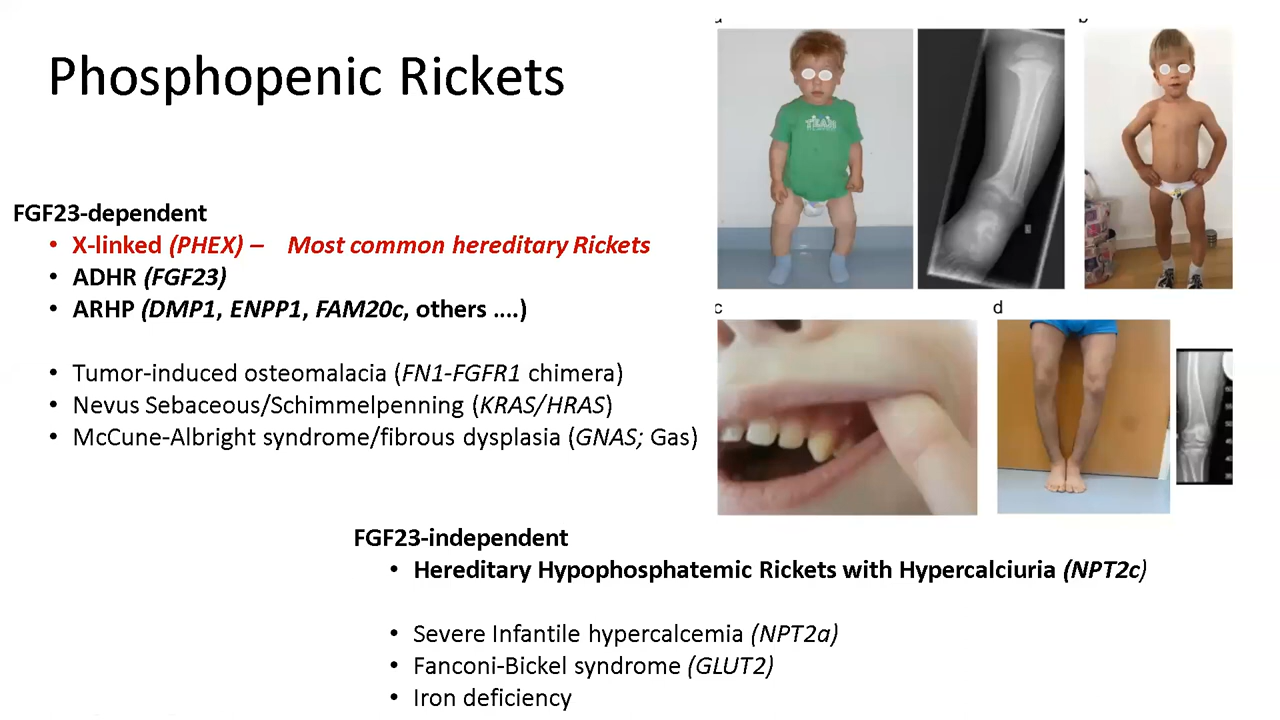 Phosphopenic Rickets
FGF23-dependent
• X-linked (PHEX) – Most common hereditary Rickets
• ADHR (FGF23)
• ARHP (DMP1, ENPP1, FAM20c, others ....)
• Tumor-induced osteomalacia (FN1-FGFR1 chimera)
• Nevus Sebaceous/Schimmelpenning (KRAS/HRAS)
• McCune-Albright syndrome/fibrous dysplasia (GNAS; Gas)
c
d
FGF23-independent
• Hereditary Hypophosphatemic Rickets with Hypercalciuria (NPT2c)
• Severe Infantile hypercalcemia (NPT2a)
• Fanconi-Bickel syndrome (GLUT2)
• Iron deficiency